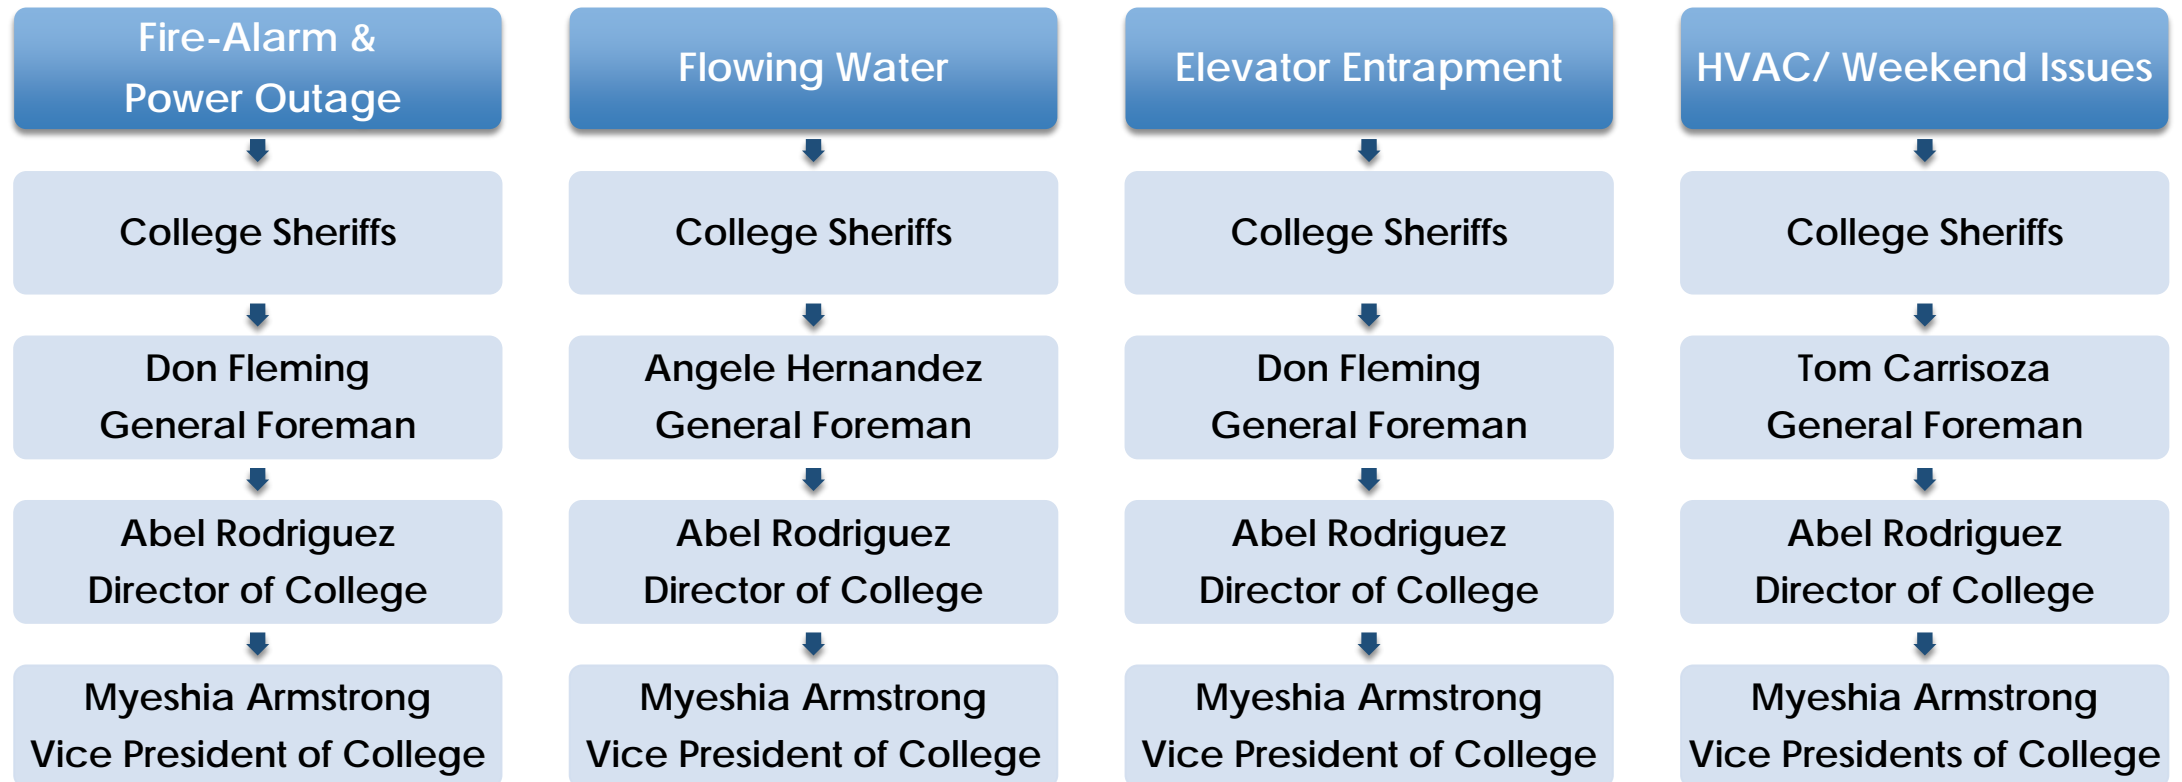 Fire-Alarm &
Power Outage
College Sheriffs
Don Fleming
General Foreman
Abel Rodriguez
Director of College
Myeshia Armstrong
Vice President of College
Flowing Water
College Sheriffs
Angele Hernandez
General Foreman
Abel Rodriguez
Director of College
Myeshia Armstrong
Vice President of College
Elevator Entrapment
College Sheriffs
Don Fleming
General Foreman
Abel Rodriguez
Director of College
Myeshia Armstrong
Vice President of College
HVAC/ Weekend Issues
College Sheriffs
Tom Carrisoza
General Foreman
Abel Rodriguez
Director of College
Myeshia Armstrong
Vice Presidents of College